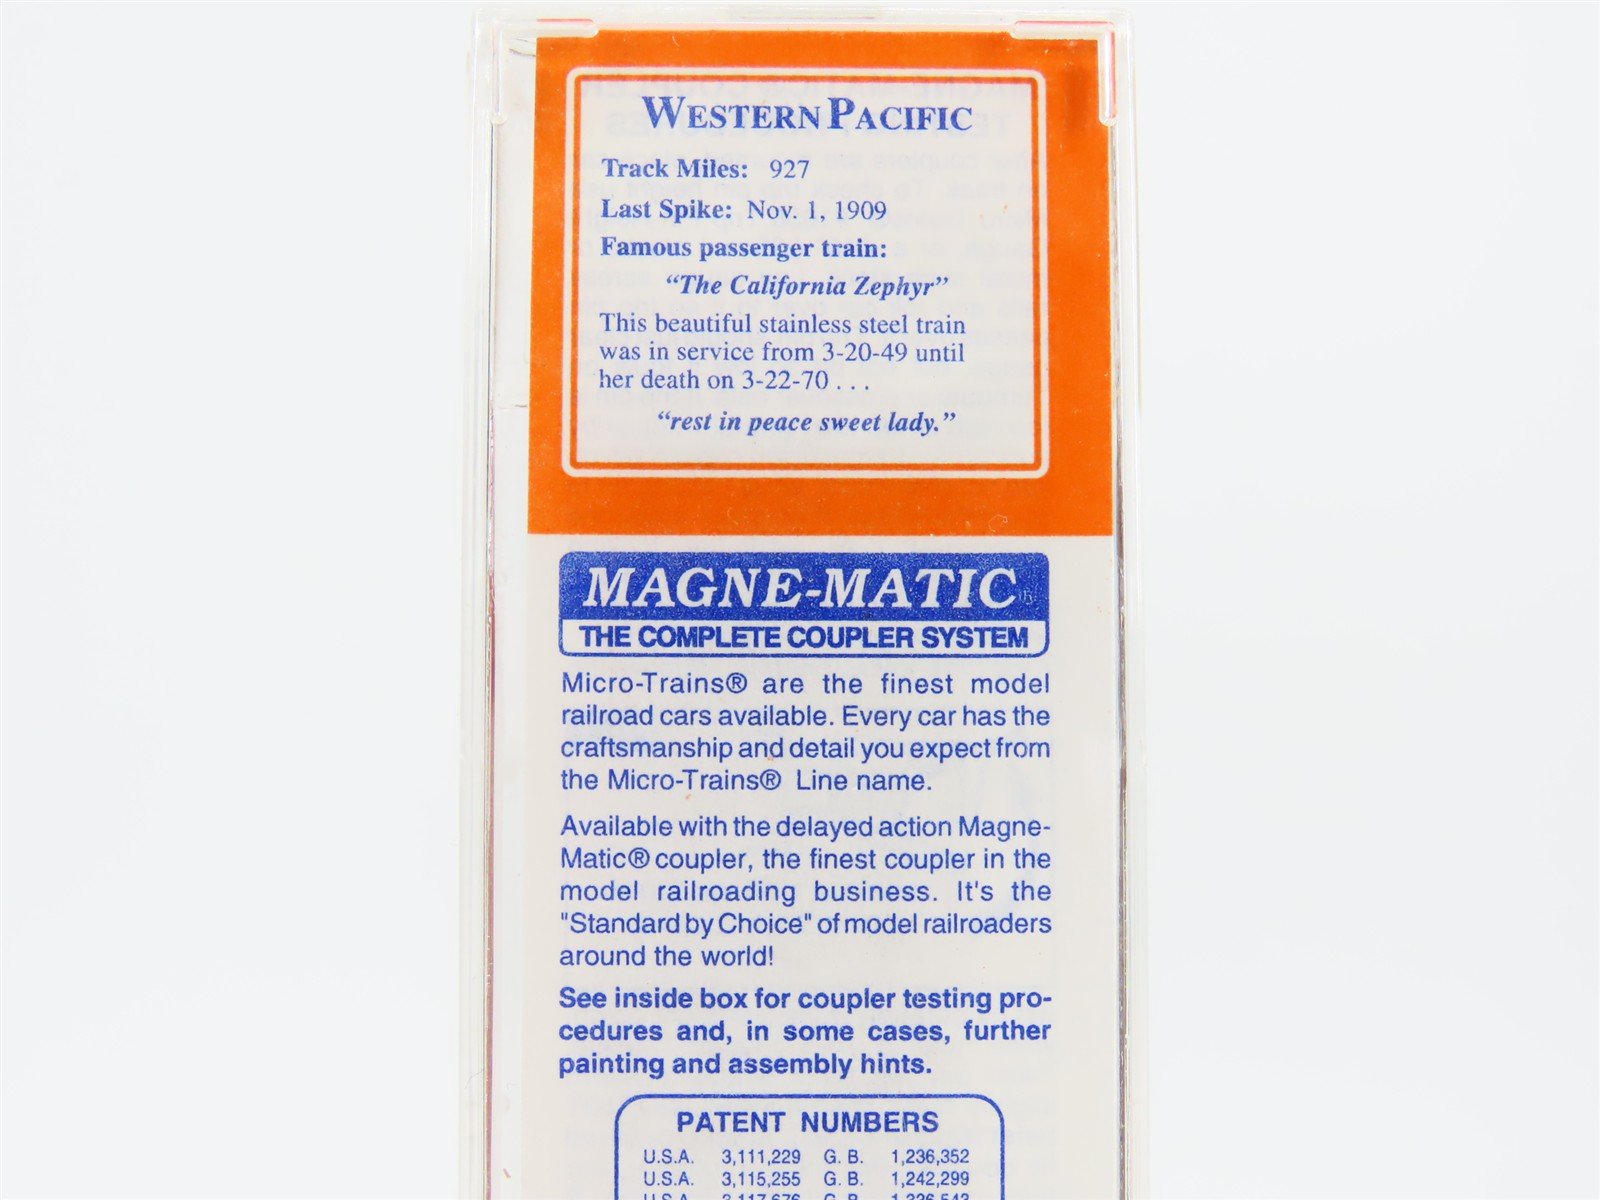 WESTERN PACIFIC
Track Miles: 927
Last Spike: Nov. 1, 1909
Famous passenger train:
“The California Zephyr”
This beautiful stainless steel train
was in service from 3-20-49 until
her death on 3-22-70 . . .
“rest in peace sweet lady.”
MAGNE-MATIC®
THE COMPLETE COUPLER SYSTEM
Micro-Trains® are the finest model
railroad cars available. Every car has the
craftsmanship and detail you expect from
the Micro-Trains® Line name.
Available with the delayed action Magne-
Matic® coupler, the finest coupler in the
model railroading business. It's the
"Standard by Choice" of model railroaders
around the world!
See inside box for coupler testing pro-
cedures and, in some cases, further
painting and assembly hints.
PATENT NUMBERS
U.S.A. 3,111,229 G. B. 1,236,352
U.S.A. 3,115,255 G. B. 1,242,299
U.S.A. 3,117,676 G. B. 1,326,543